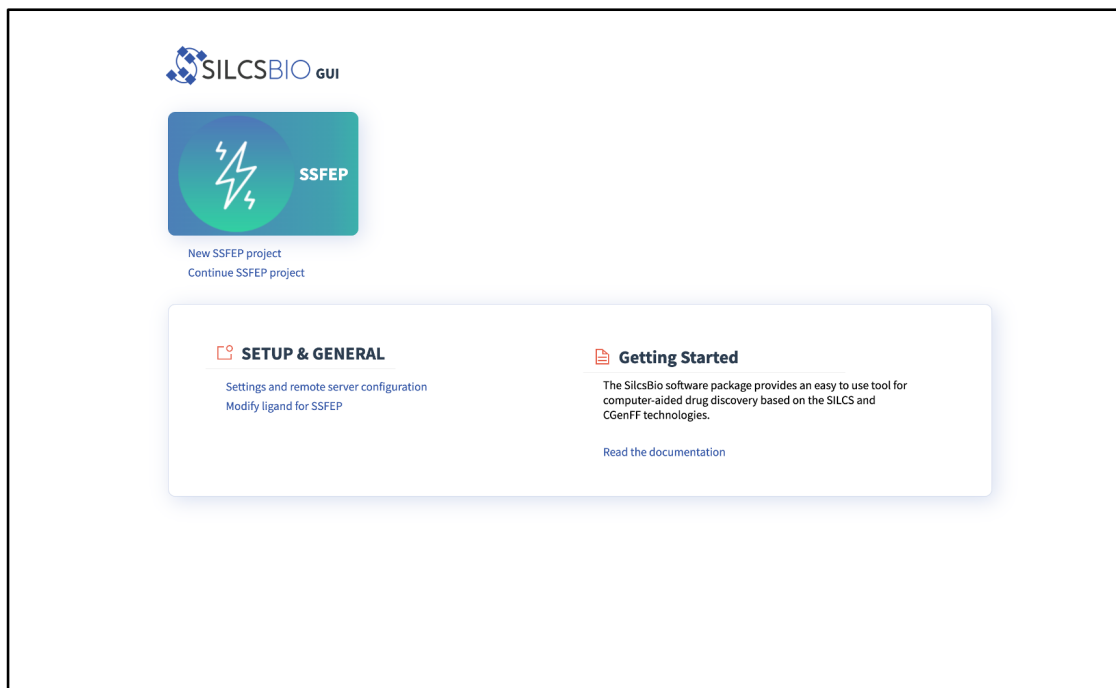 SILCSBIO GUI
SSFEP
New SSFEP project
Continue SSFEP project
SETUP & GENERAL
Settings and remote server configuration
Modify ligand for SSFEP
Getting Started
The SilcsBio software package provides an easy to use tool for
computer-aided drug discovery based on the SILCS and
CGenFF technologies.
Read the documentation